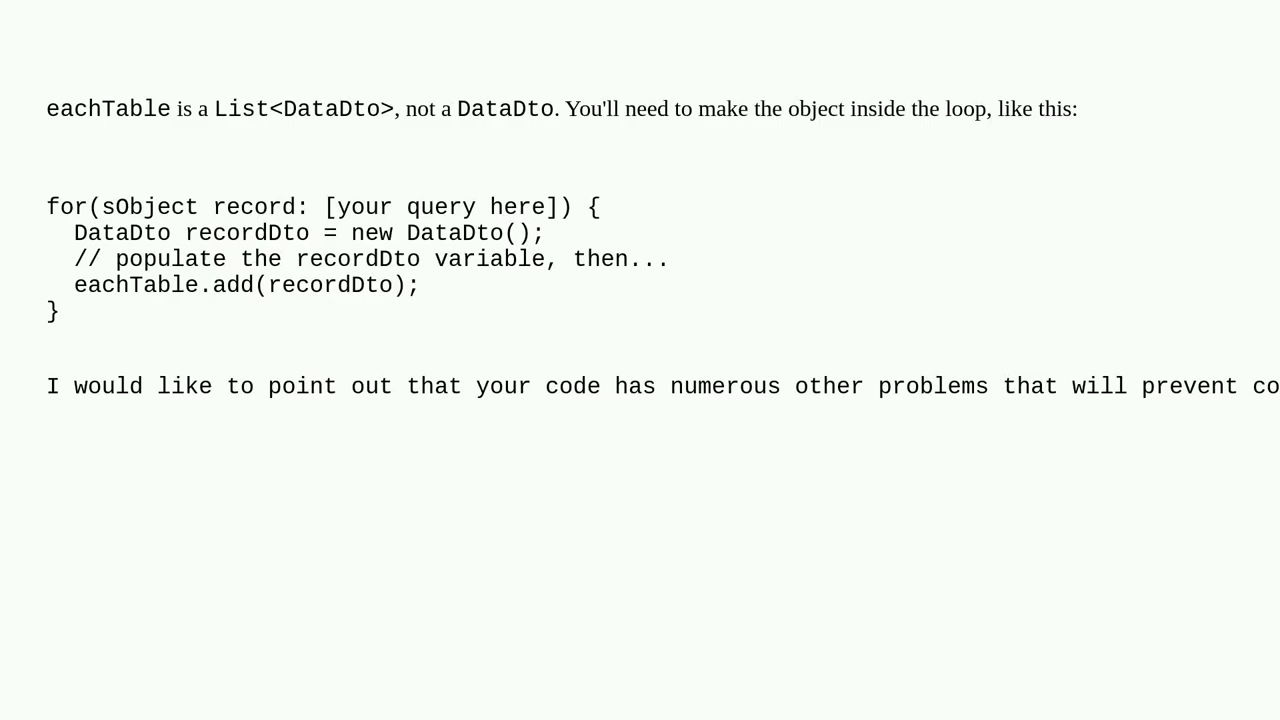 eachTable is a List<DataDto>, not a DataDto. You'll need to make the object inside the loop, like this:
for(sObject record: [your query here]) {
  DataDto recordDto = new DataDto();
  // populate the recordDto variable, then...
  eachTable.add(recordDto);
}
I would like to point out that your code has numerous other problems that will prevent co